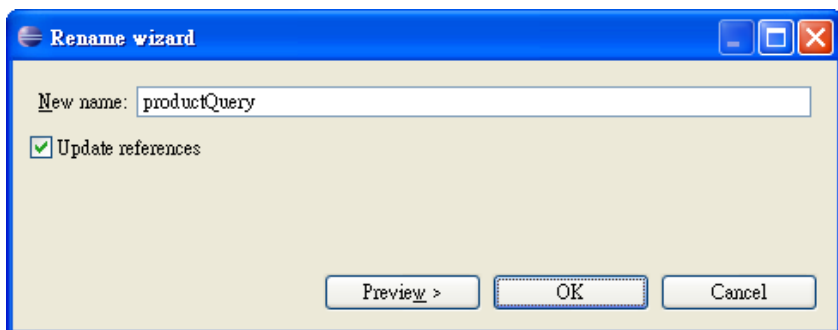 Rename wizard
New name: productQuery
Update references
Preview > OK Cancel